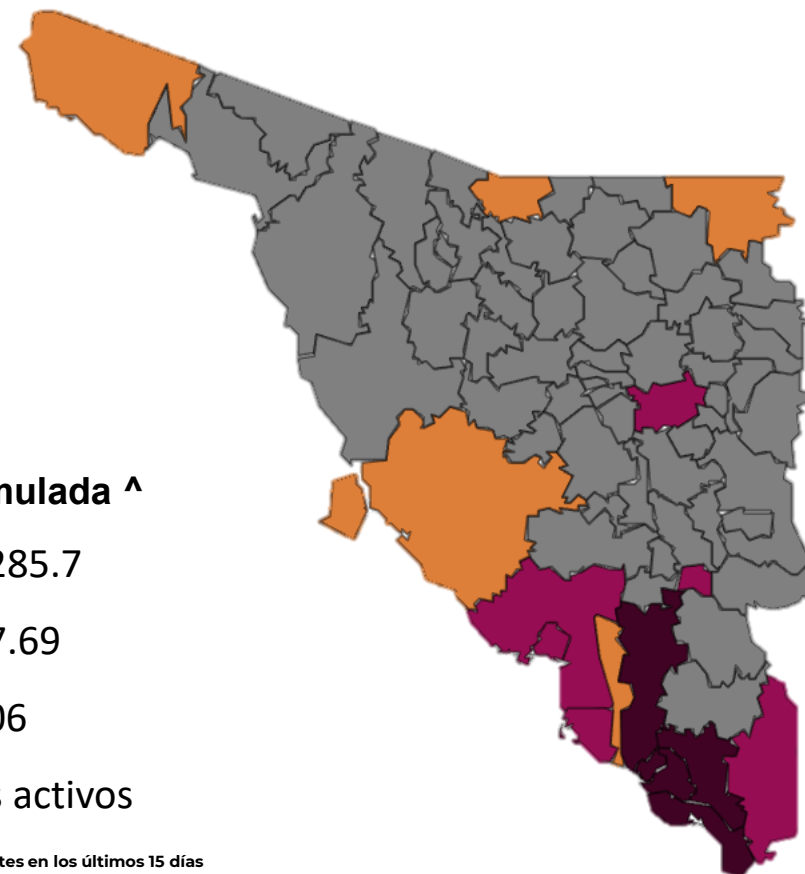 mulada ^
285.7
7.69
06
s activos
tes en los últimos 15 días